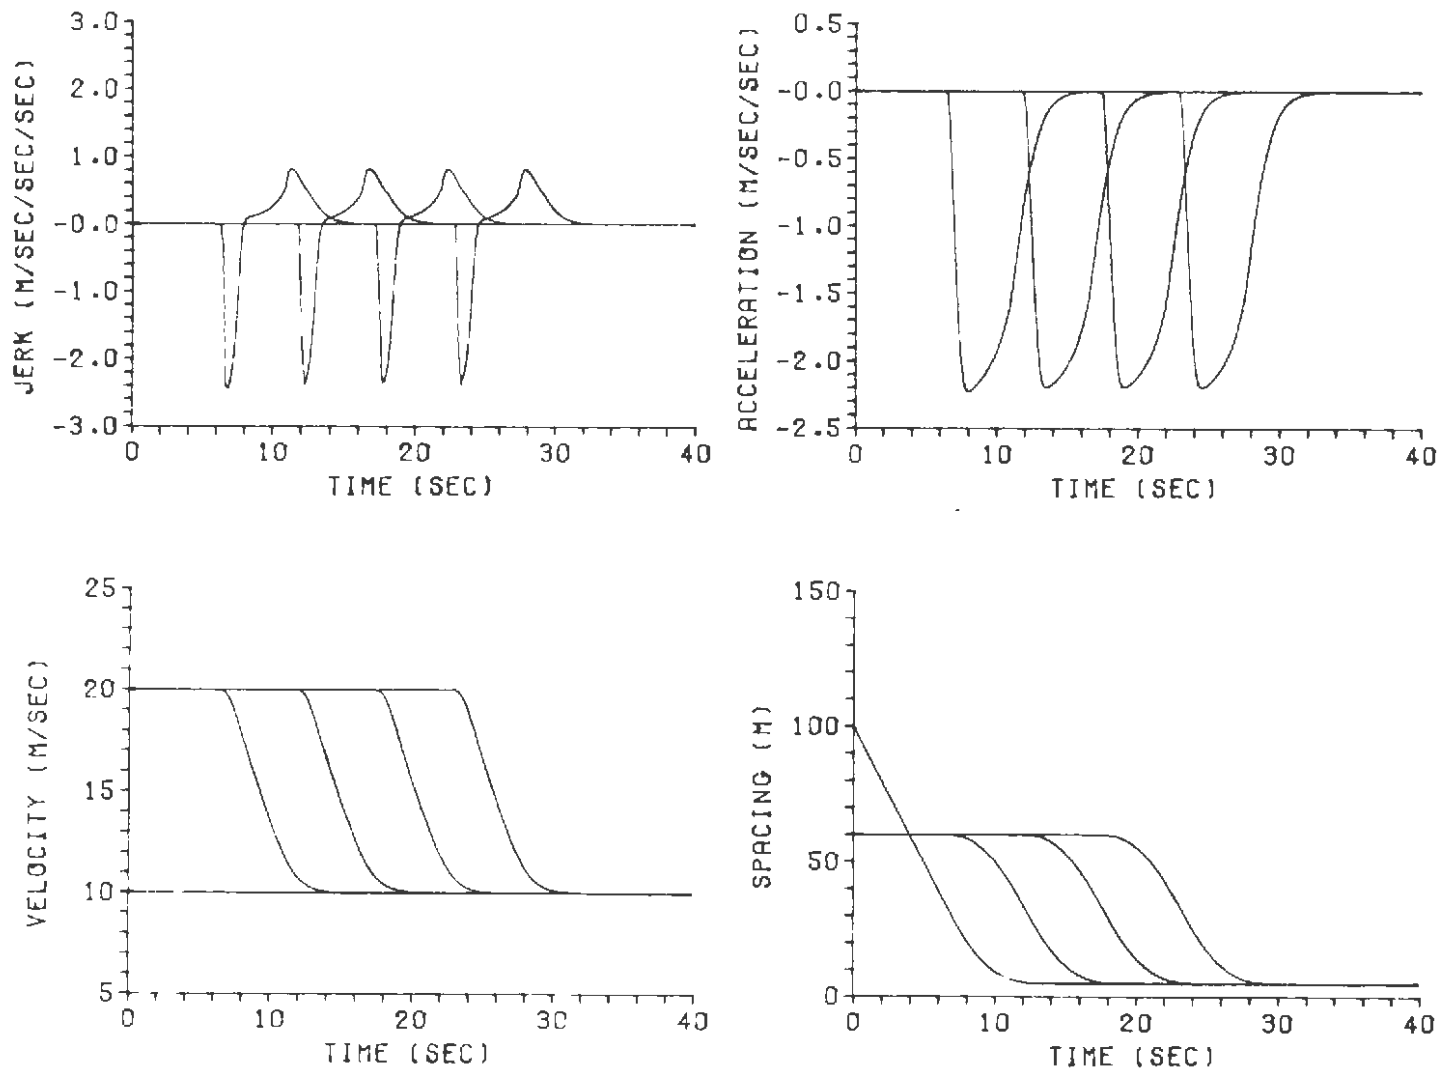 JERK (M/SEC/SEC/SEC)
3.0
2.0
1.0
-0.0
-1.0
-2.0
-3.0
0 10 20 30 40
TIME (SEC)
ACCELERATION (M/SEC/SEC)
0.5
-0.0
-0.5
-1.0
-1.5
-2.0
-2.5
0 10 20 30 40
TIME (SEC)
VELOCITY (M/SEC)
25
20
15
10
5
0 10 20 30 40
TIME (SEC)
SPACING (M)
150
100
50
0
0 10 20 30 40
TIME (SEC)